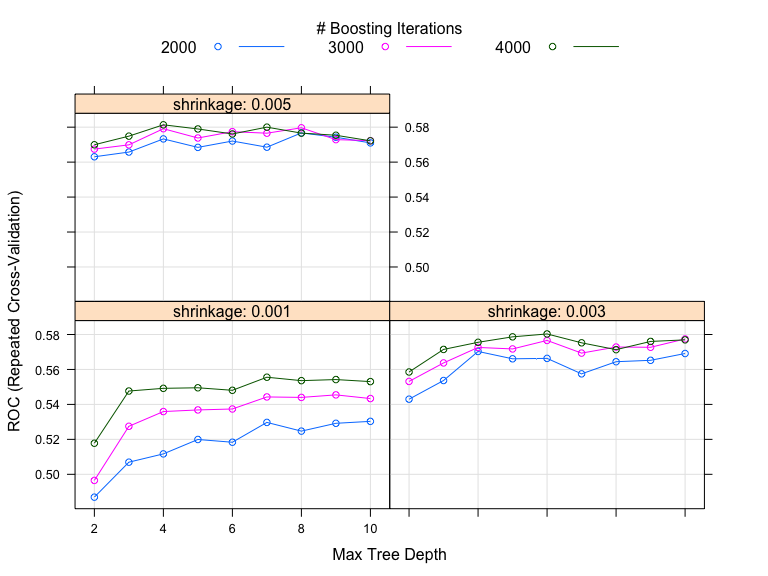 # Boosting Iterations
2000 3000 4000
shrinkage: 0.005
0.58
0.56
0.54
0.52
0.50
ROC (Repeated Cross-Validation)
shrinkage: 0.001 shrinkage: 0.003
0.58
0.56
0.54
0.52
0.50
2 4 6 8 10
Max Tree Depth